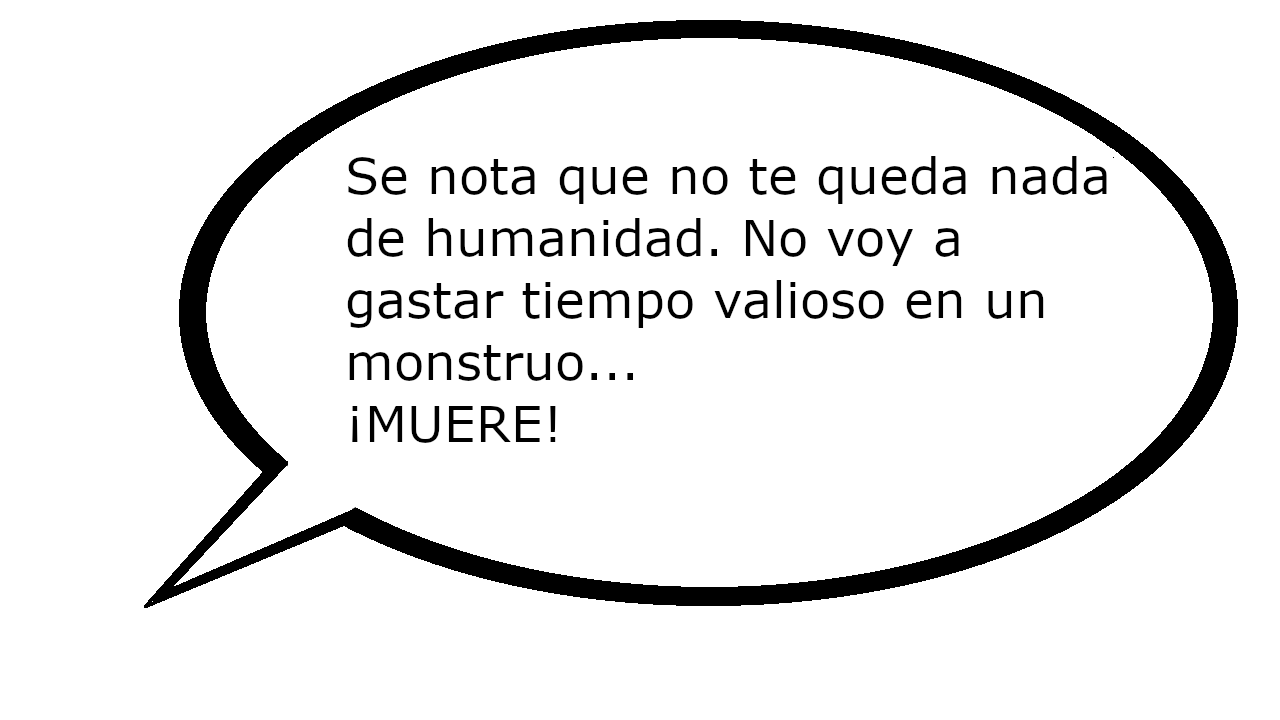 Se nota que no te queda nada
de humanidad. No voy a
gastar tiempo valioso en un
monstruo...
¡MUERE!